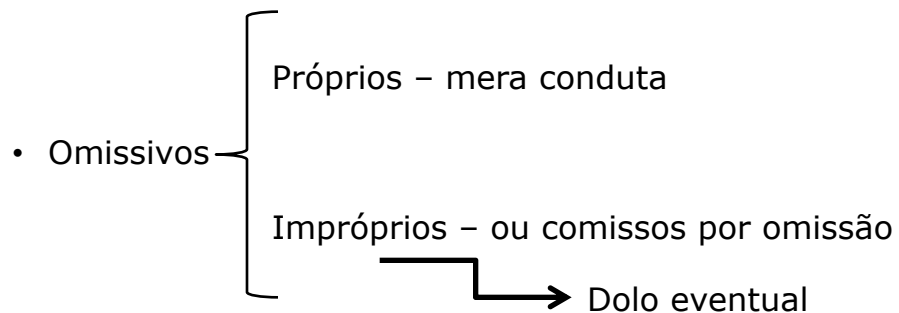 Próprios – mera conduta
• Omissivos
Impróprios – ou comissos por omissão
Dolo eventual